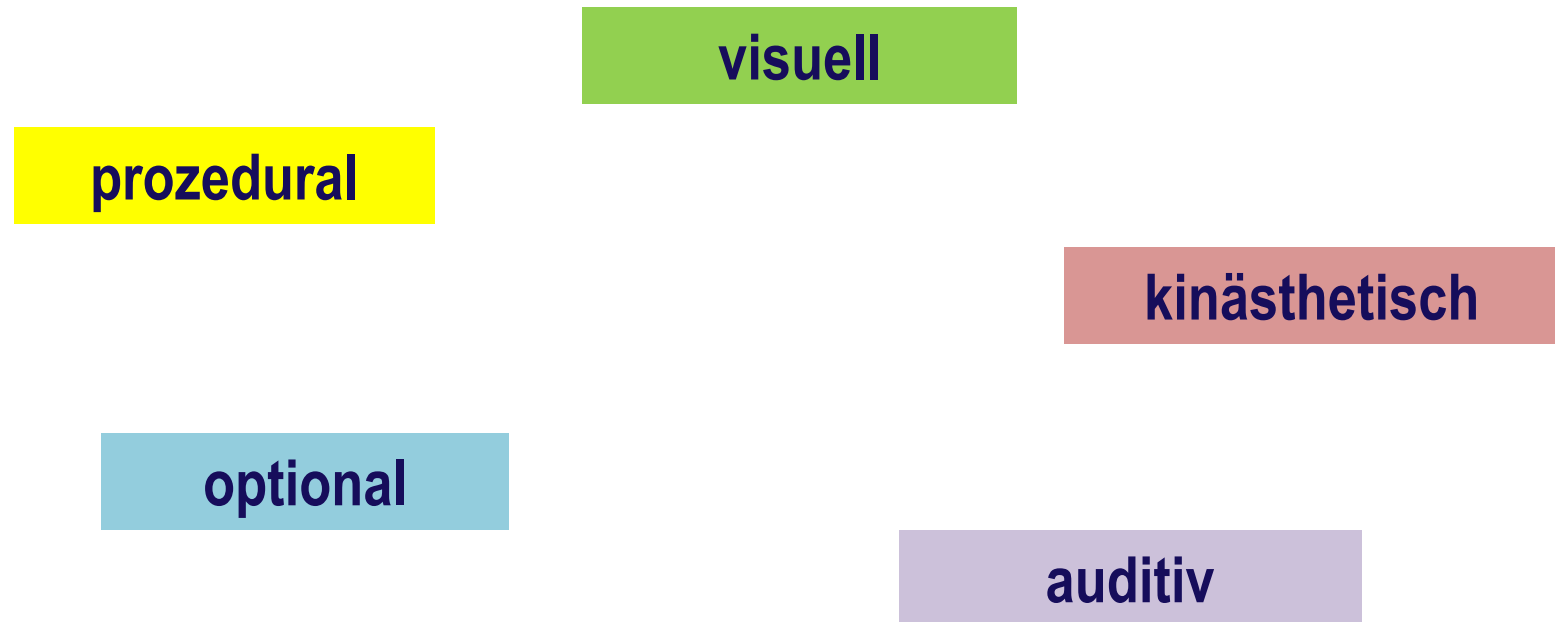 visuell
prozedural
kinästhetisch
optional
auditiv